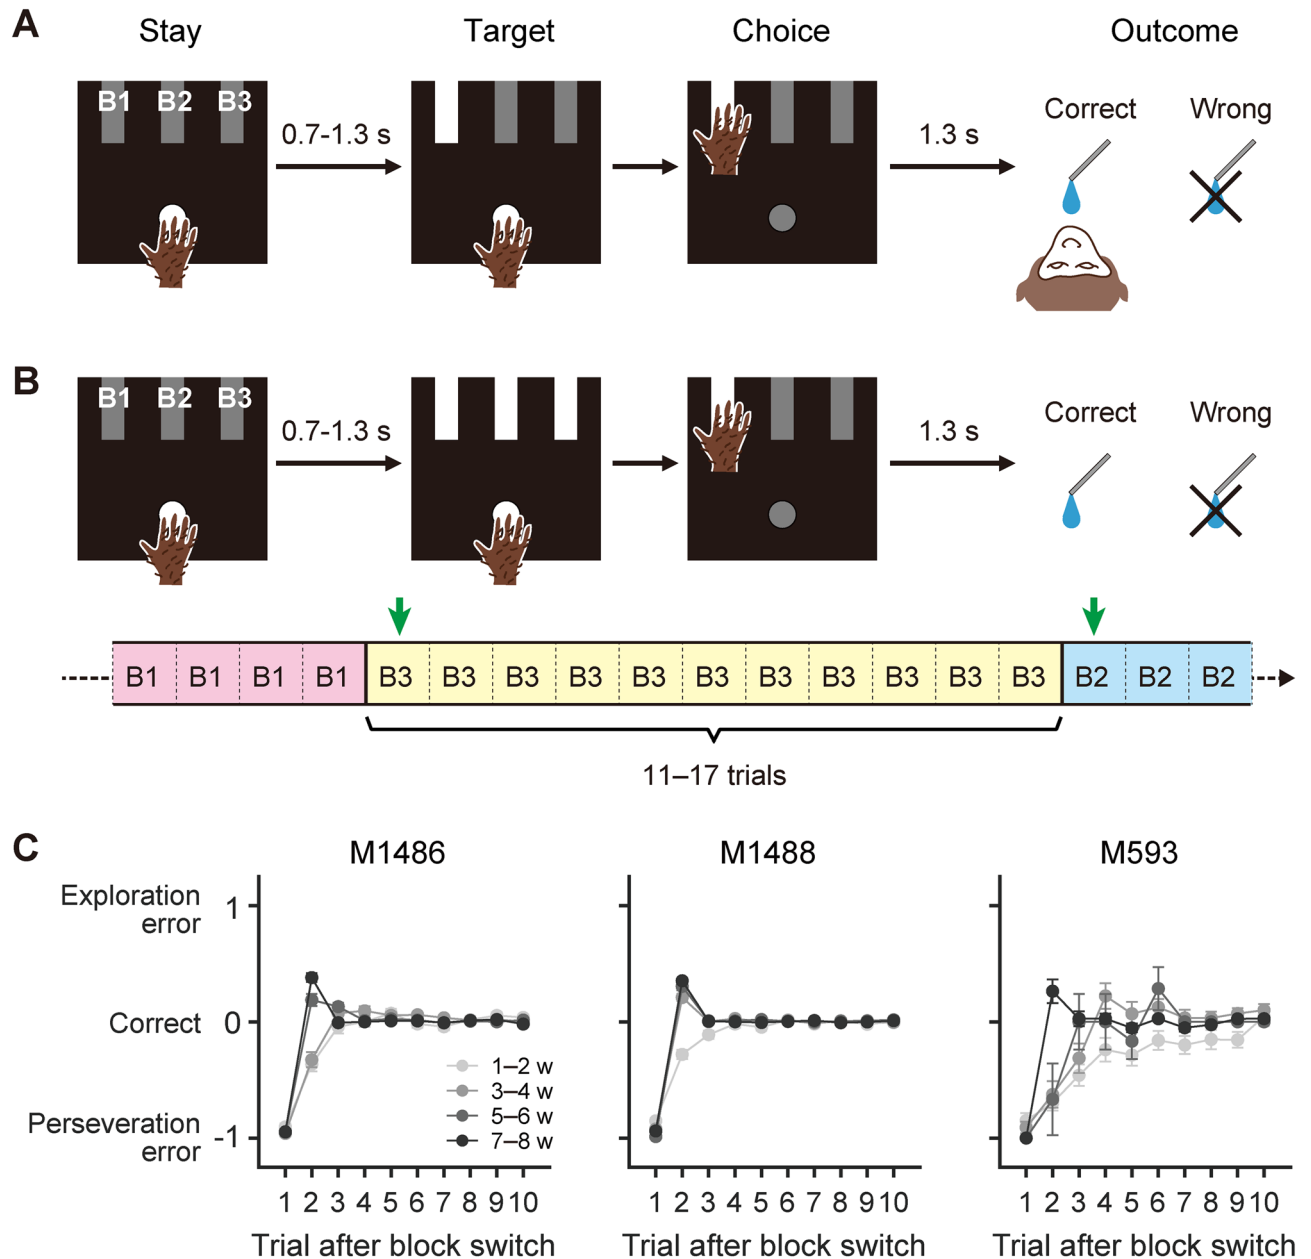 A
Stay
Target
Choice
Outcome
B1 B2 B3
0.7-1.3 s
1.3 s
Correct
Wrong
B
B1 B2 B3
0.7-1.3 s
1.3 s
Correct
Wrong
B1 B1 B1 B1 B3 B3 B3 B3 B3 B3 B3 B3 B3 B3 B3 B2 B2 B2
11–17 trials
C
M1486
M1488
M593
Exploration
error
1
Correct
0
Perseveration
error
-1
1–2 w
3–4 w
5–6 w
7–8 w
1 2 3 4 5 6 7 8 9 10
1 2 3 4 5 6 7 8 9 10
1 2 3 4 5 6 7 8 9 10
Trial after block switch
Trial after block switch
Trial after block switch